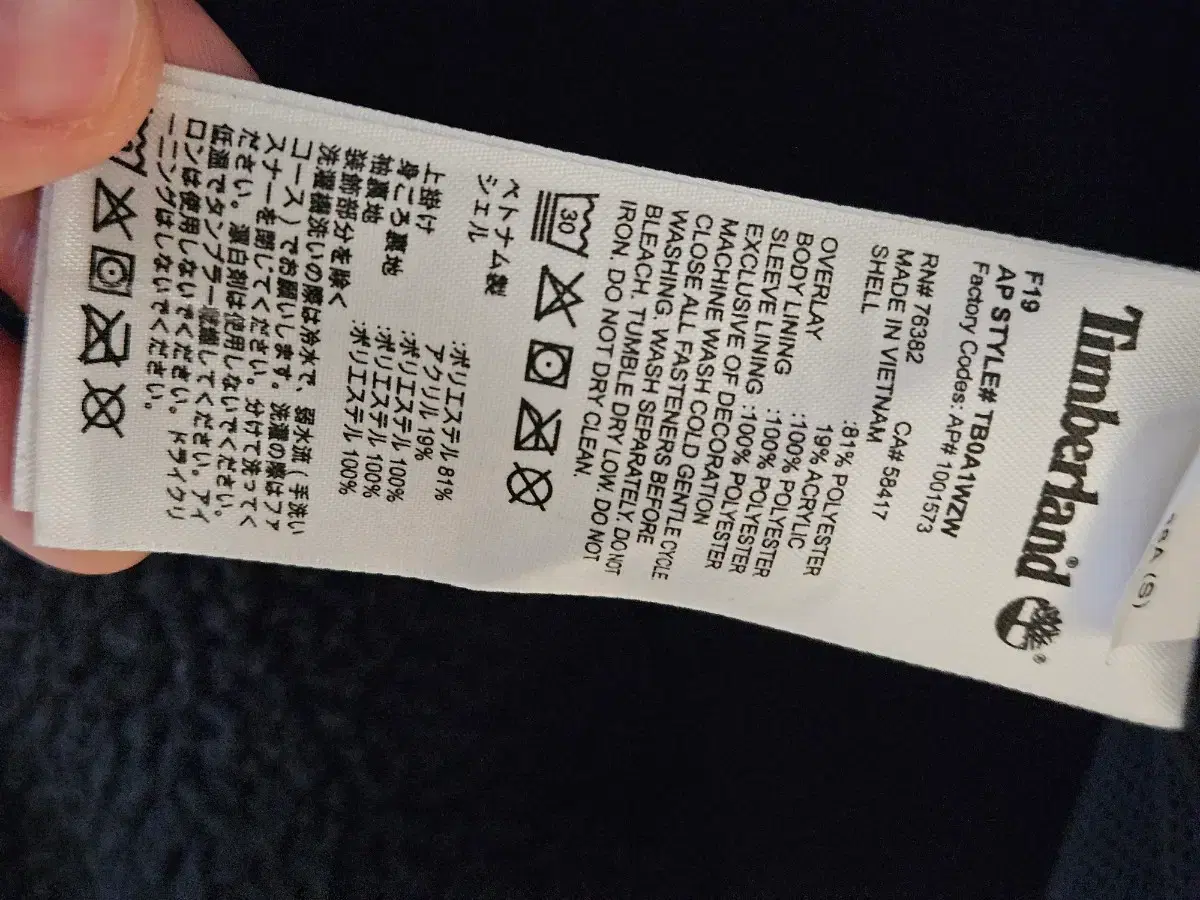 Timberland®
F19
AP STYLE# TB0A1WZW
Factory Codes: AP# 1001573
RN# 76382 CA# 58417
MADE IN VIETNAM
SHELL :81% POLYESTER
19% ACRYLIC
OVERLAY :100% POLYESTER
BODY LINING :100% POLYESTER
SLEEVE LINING :100% POLYESTER
EXCLUSIVE OF DECORATION
MACHINE WASH COLD GENTLE CYCLE
CLOSE ALL FASTENERS BEFORE
WASHING, WASH SEPARATELY. DO NOT
BLEACH. TUMBLE DRY LOW. DO NOT
IRON. DO NOT DRY CLEAN.
30
ベトナム製
シェル :ポリエステル 81%
アクリル 19%
上掛け :ポリエステル 100%
身ごろ裏地 :ポリエステル 100%
袖裏地 :ポリエステル 100%
装飾部分を除く
洗濯機洗いの際は冷水で、弱水流(手洗い
コース)でお願いします。洗濯の際はファ
スナーを閉してください。分けて洗ってく
ださい。漂白剤は使用しないでください。
低温でタンブラー乾燥してください。アイ
ロンは使用しないでください。ドライクリ
ーニングはしないでください。
(S)